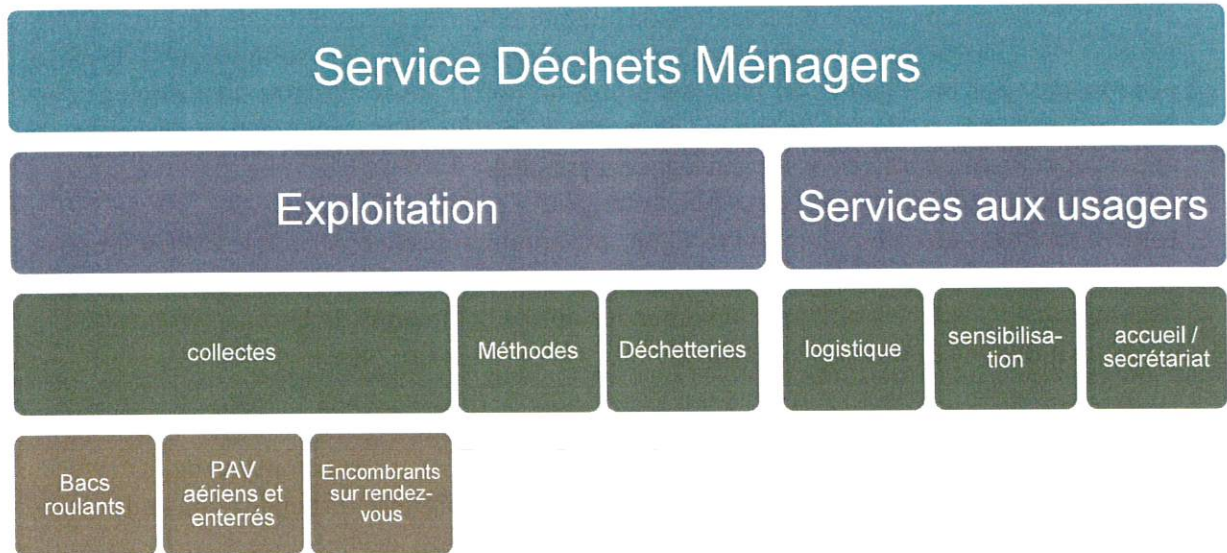 Service Déchets Ménagers
Exploitation
Services aux usagers
collectes
Méthodes
Déchetteries
logistique
sensibilisa-
tion
accueil /
secrétariat
Bacs
roulants
PAV
aériens et
enterrés
Encombrants
sur rendez-
vous